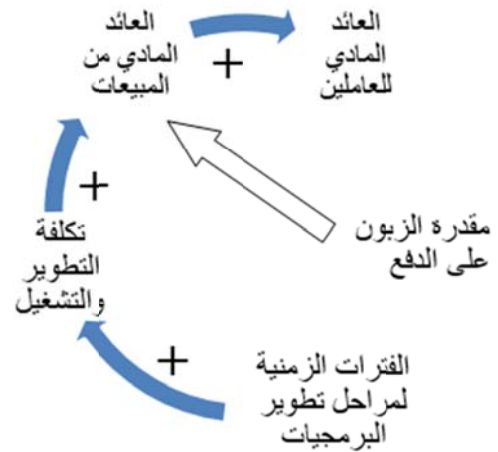 العائد
المادي
للعاملين
+
العائد
المادي من
المبيعات
+
تكلفة
التطوير
والتشغيل
مقدرة الزبون
على الدفع
+
الفترات الزمنية
لمراحل تطوير
البرمجيات